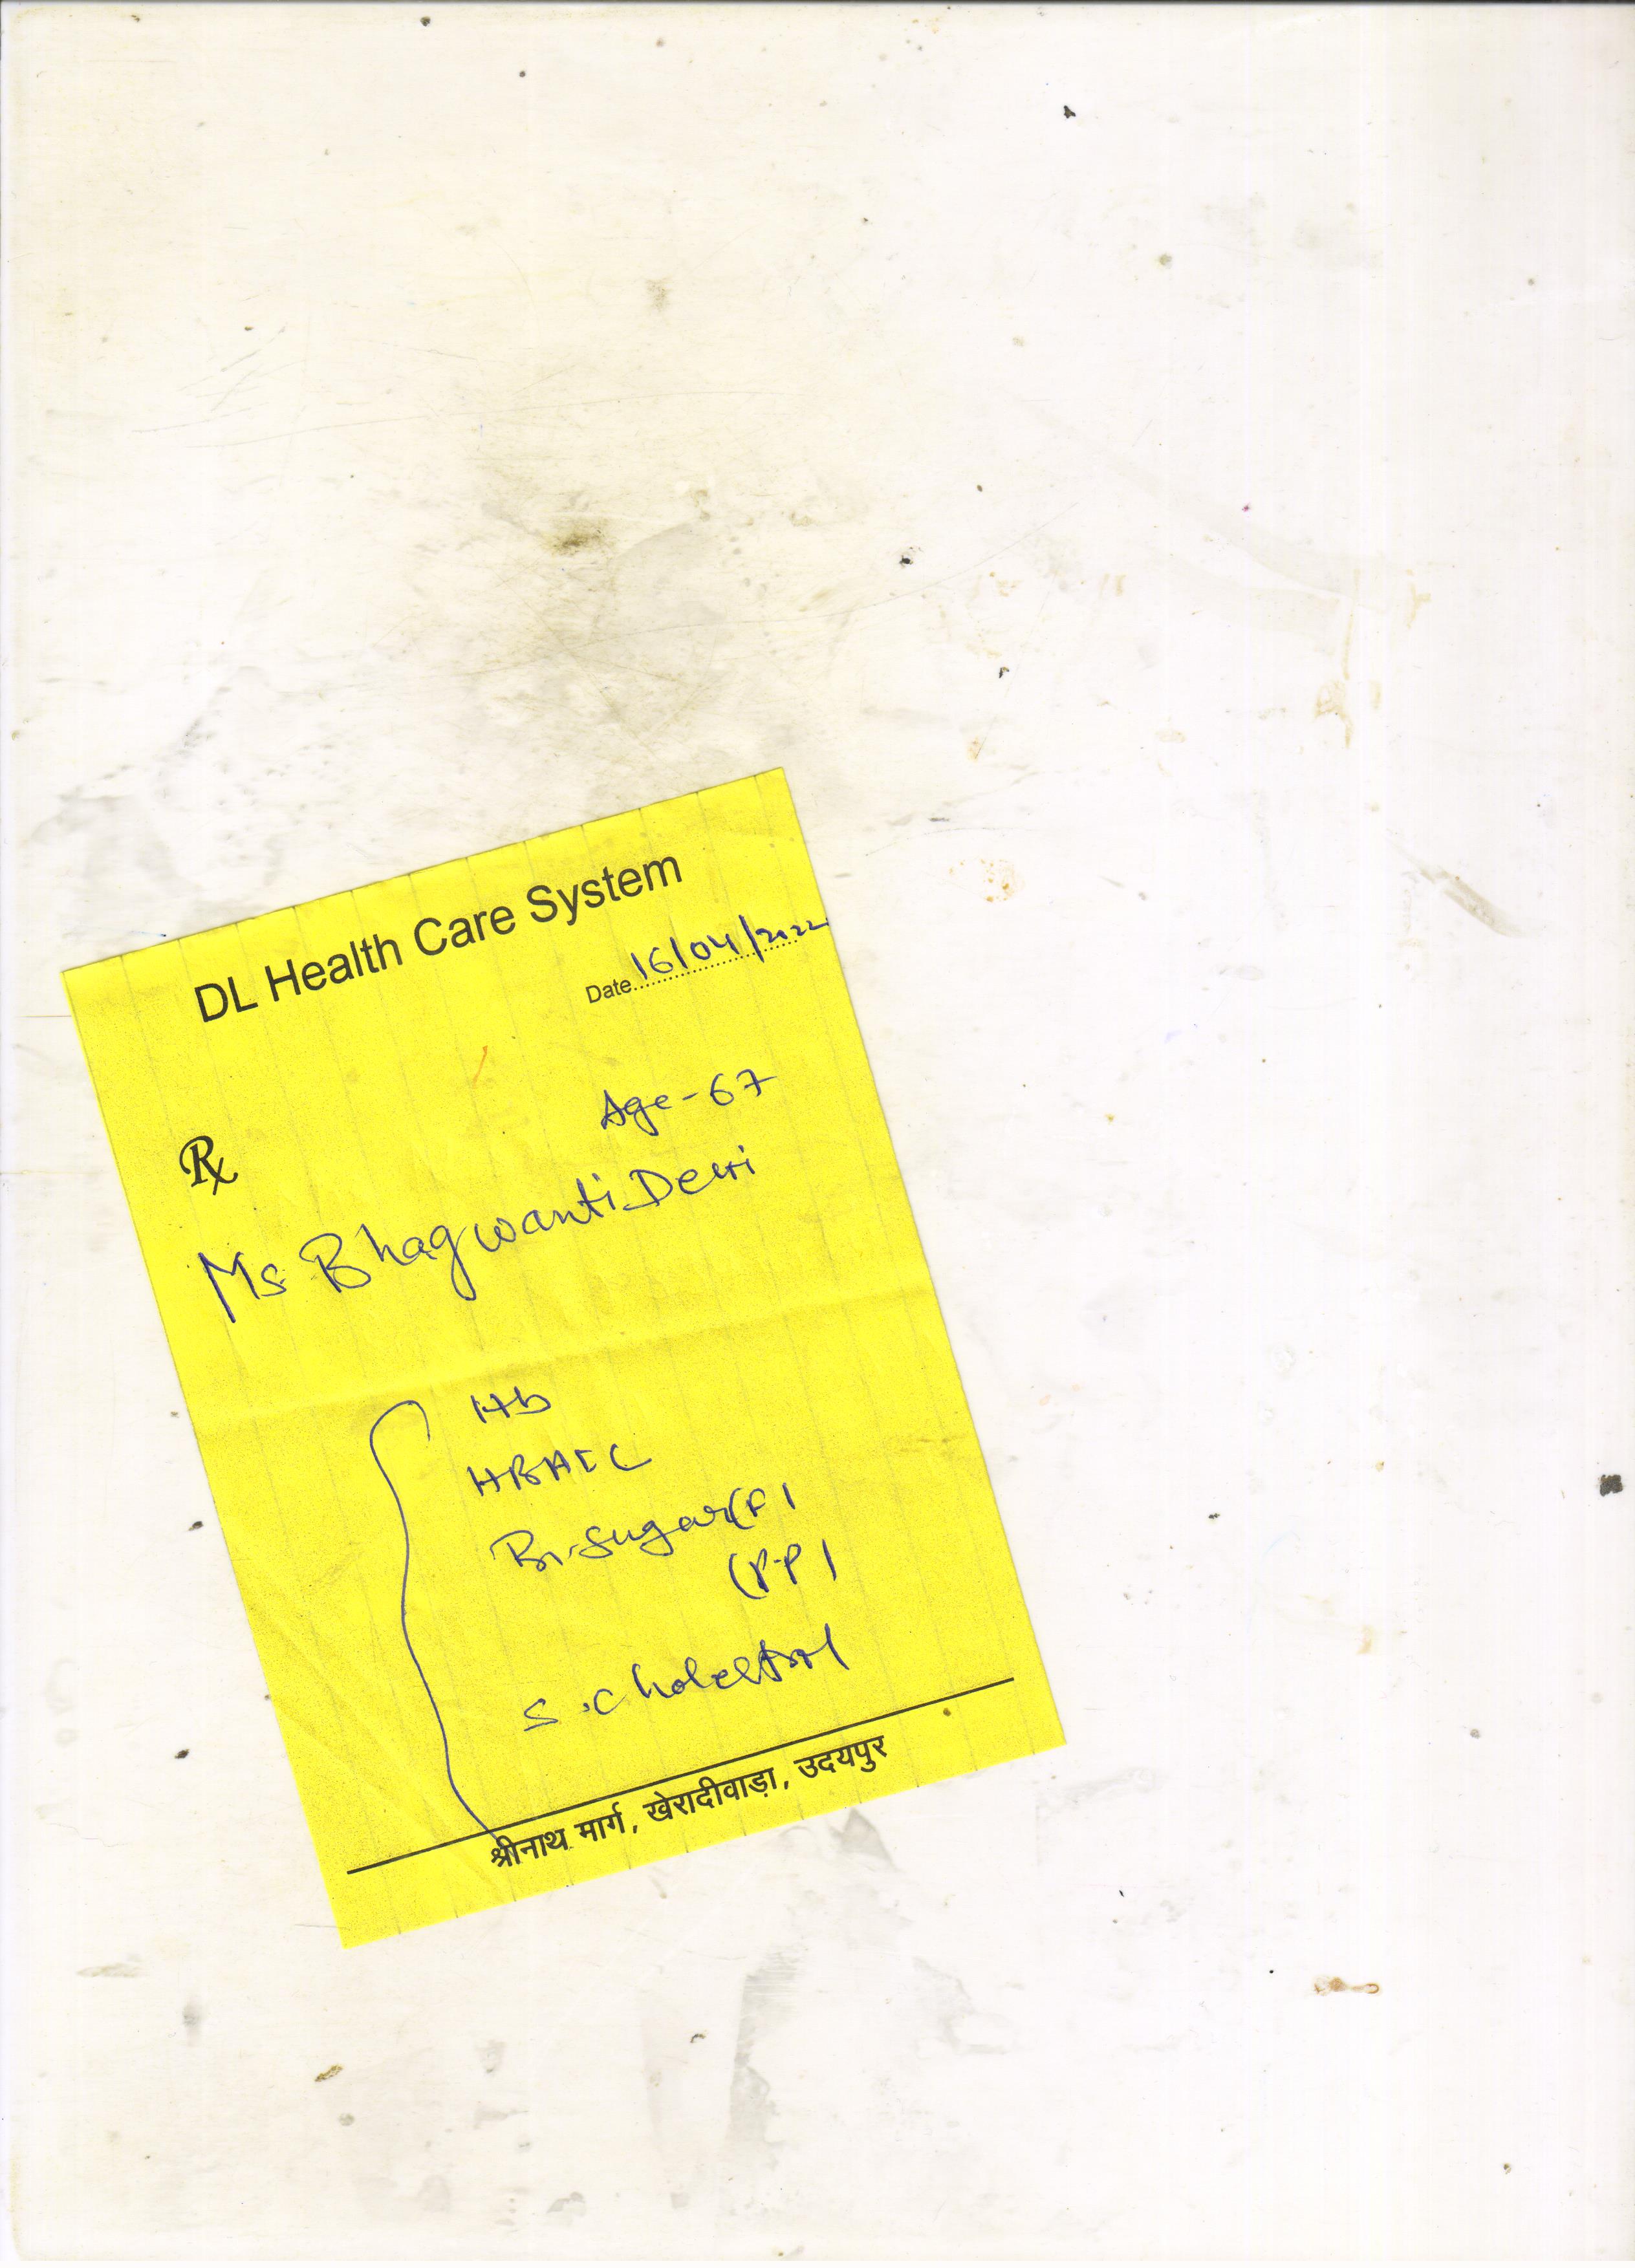 DL Health Care System
Date 16/04/2022
Age-67
Rx
Ms Bhagwanti Devi
Hb
HBA1C
Bl.Sugar(F)
(P.P)
S.Cholestrol
श्रीनाथ मार्ग, खेरादीवाड़ा, उदयपुर